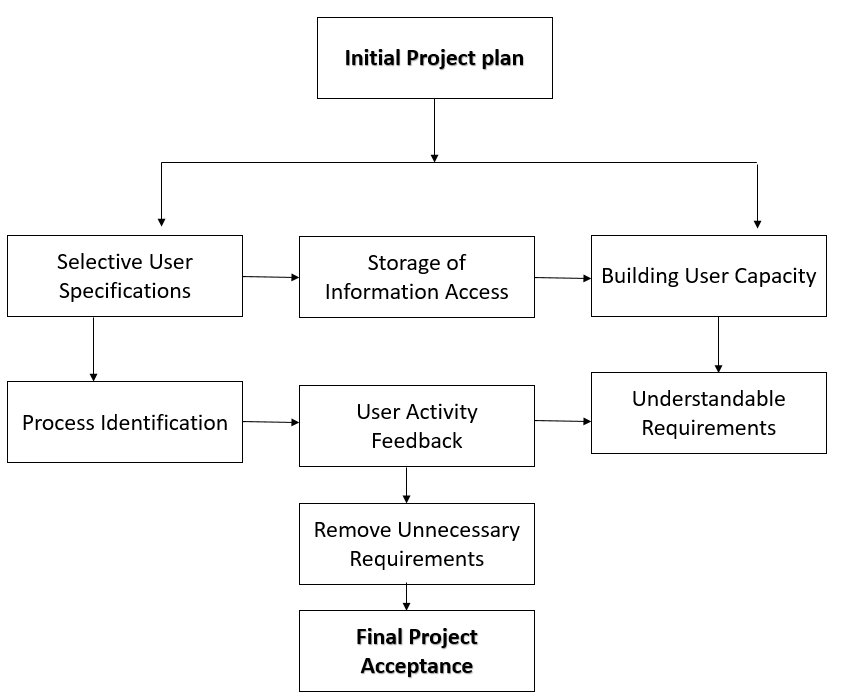 Initial Project plan
Selective User
Specifications
Storage of
Information Access
Building User Capacity
Process Identification
User Activity
Feedback
Understandable
Requirements
Remove Unnecessary
Requirements
Final Project
Acceptance